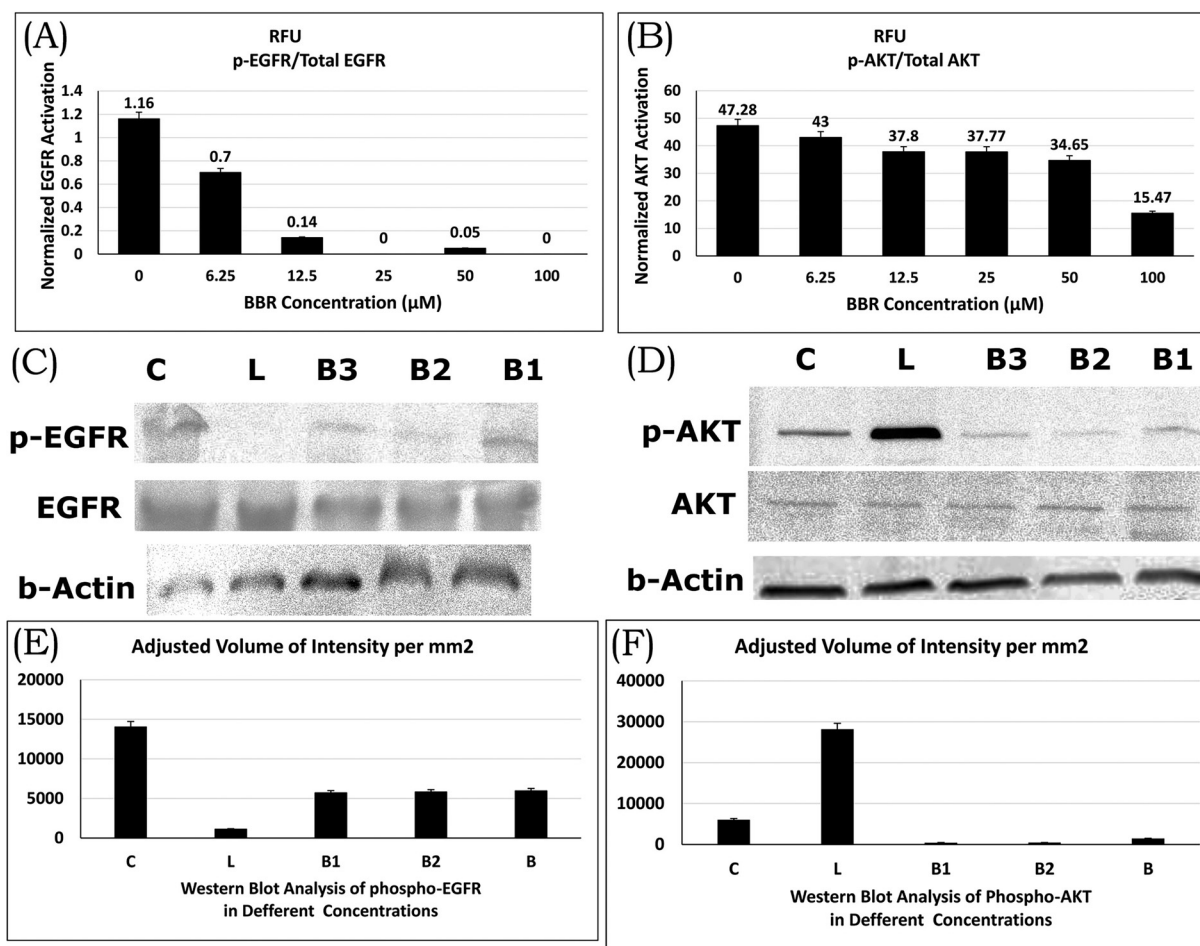 (A)
RFU
p-EGFR/Total EGFR
Normalized EGFR Activation
1.4
1.2
1
0.8
0.6
0.4
0.2
0
1.16
0.7
0.14
0
0.05
0
0 6.25 12.5 25 50 100
BBR Concentration (µM)
(B)
RFU
p-AKT/Total AKT
Normalized AKT Activation
60
50
40
30
20
10
0
47.28
43
37.8
37.77
34.65
15.47
0 6.25 12.5 25 50 100
BBR Concentration (µM)
(C)
C L B3 B2 B1
p-EGFR
EGFR
b-Actin
(D)
C L B3 B2 B1
p-AKT
AKT
b-Actin
(E)
Adjusted Volume of Intensity per mm2
20000
15000
10000
5000
0
C L B1 B2 B
Western Blot Analysis of phospho-EGFR
in Defferent Concentrations
(F)
Adjusted Volume of Intensity per mm2
40000
30000
20000
10000
0
C L B1 B2 B
Western Blot Analysis of Phospho-AKT
in Defferent Concentrations